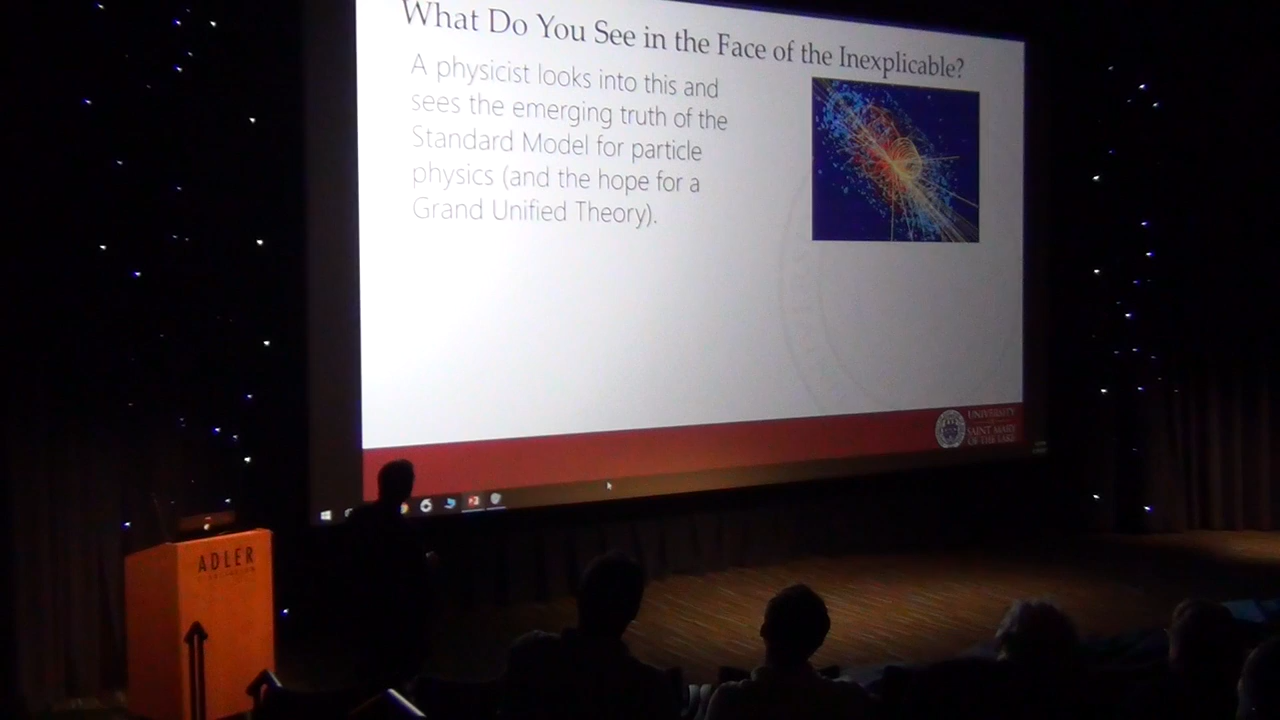 What Do You See in the Face of the Inexplicable?
A physicist looks into this and
sees the emerging truth of the
Standard Model for particle
physics (and the hope for a
Grand Unified Theory).
UNIVERSITY
SAINT MARY
OF THE LAKE
ADLER